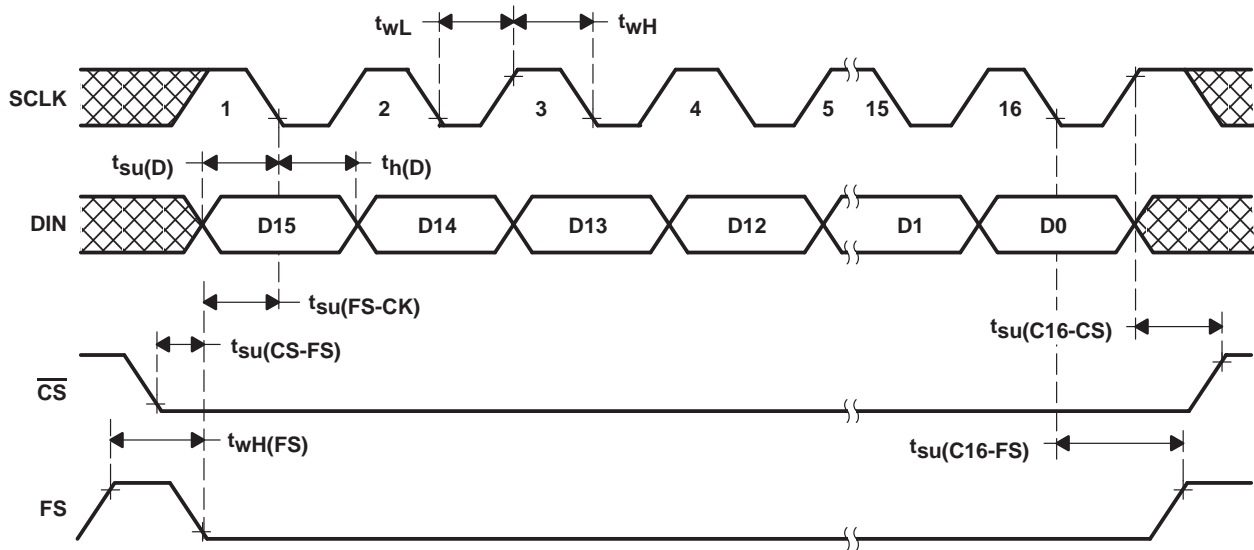 twL
twH
SCLK
1
2
3
4
5
15
16
tsu(D)
th(D)
DIN
D15
D14
D13
D12
D1
D0
tsu(FS-CK)
tsu(CS-FS)
tsu(C16-CS)
CS
twH(FS)
tsu(C16-FS)
FS